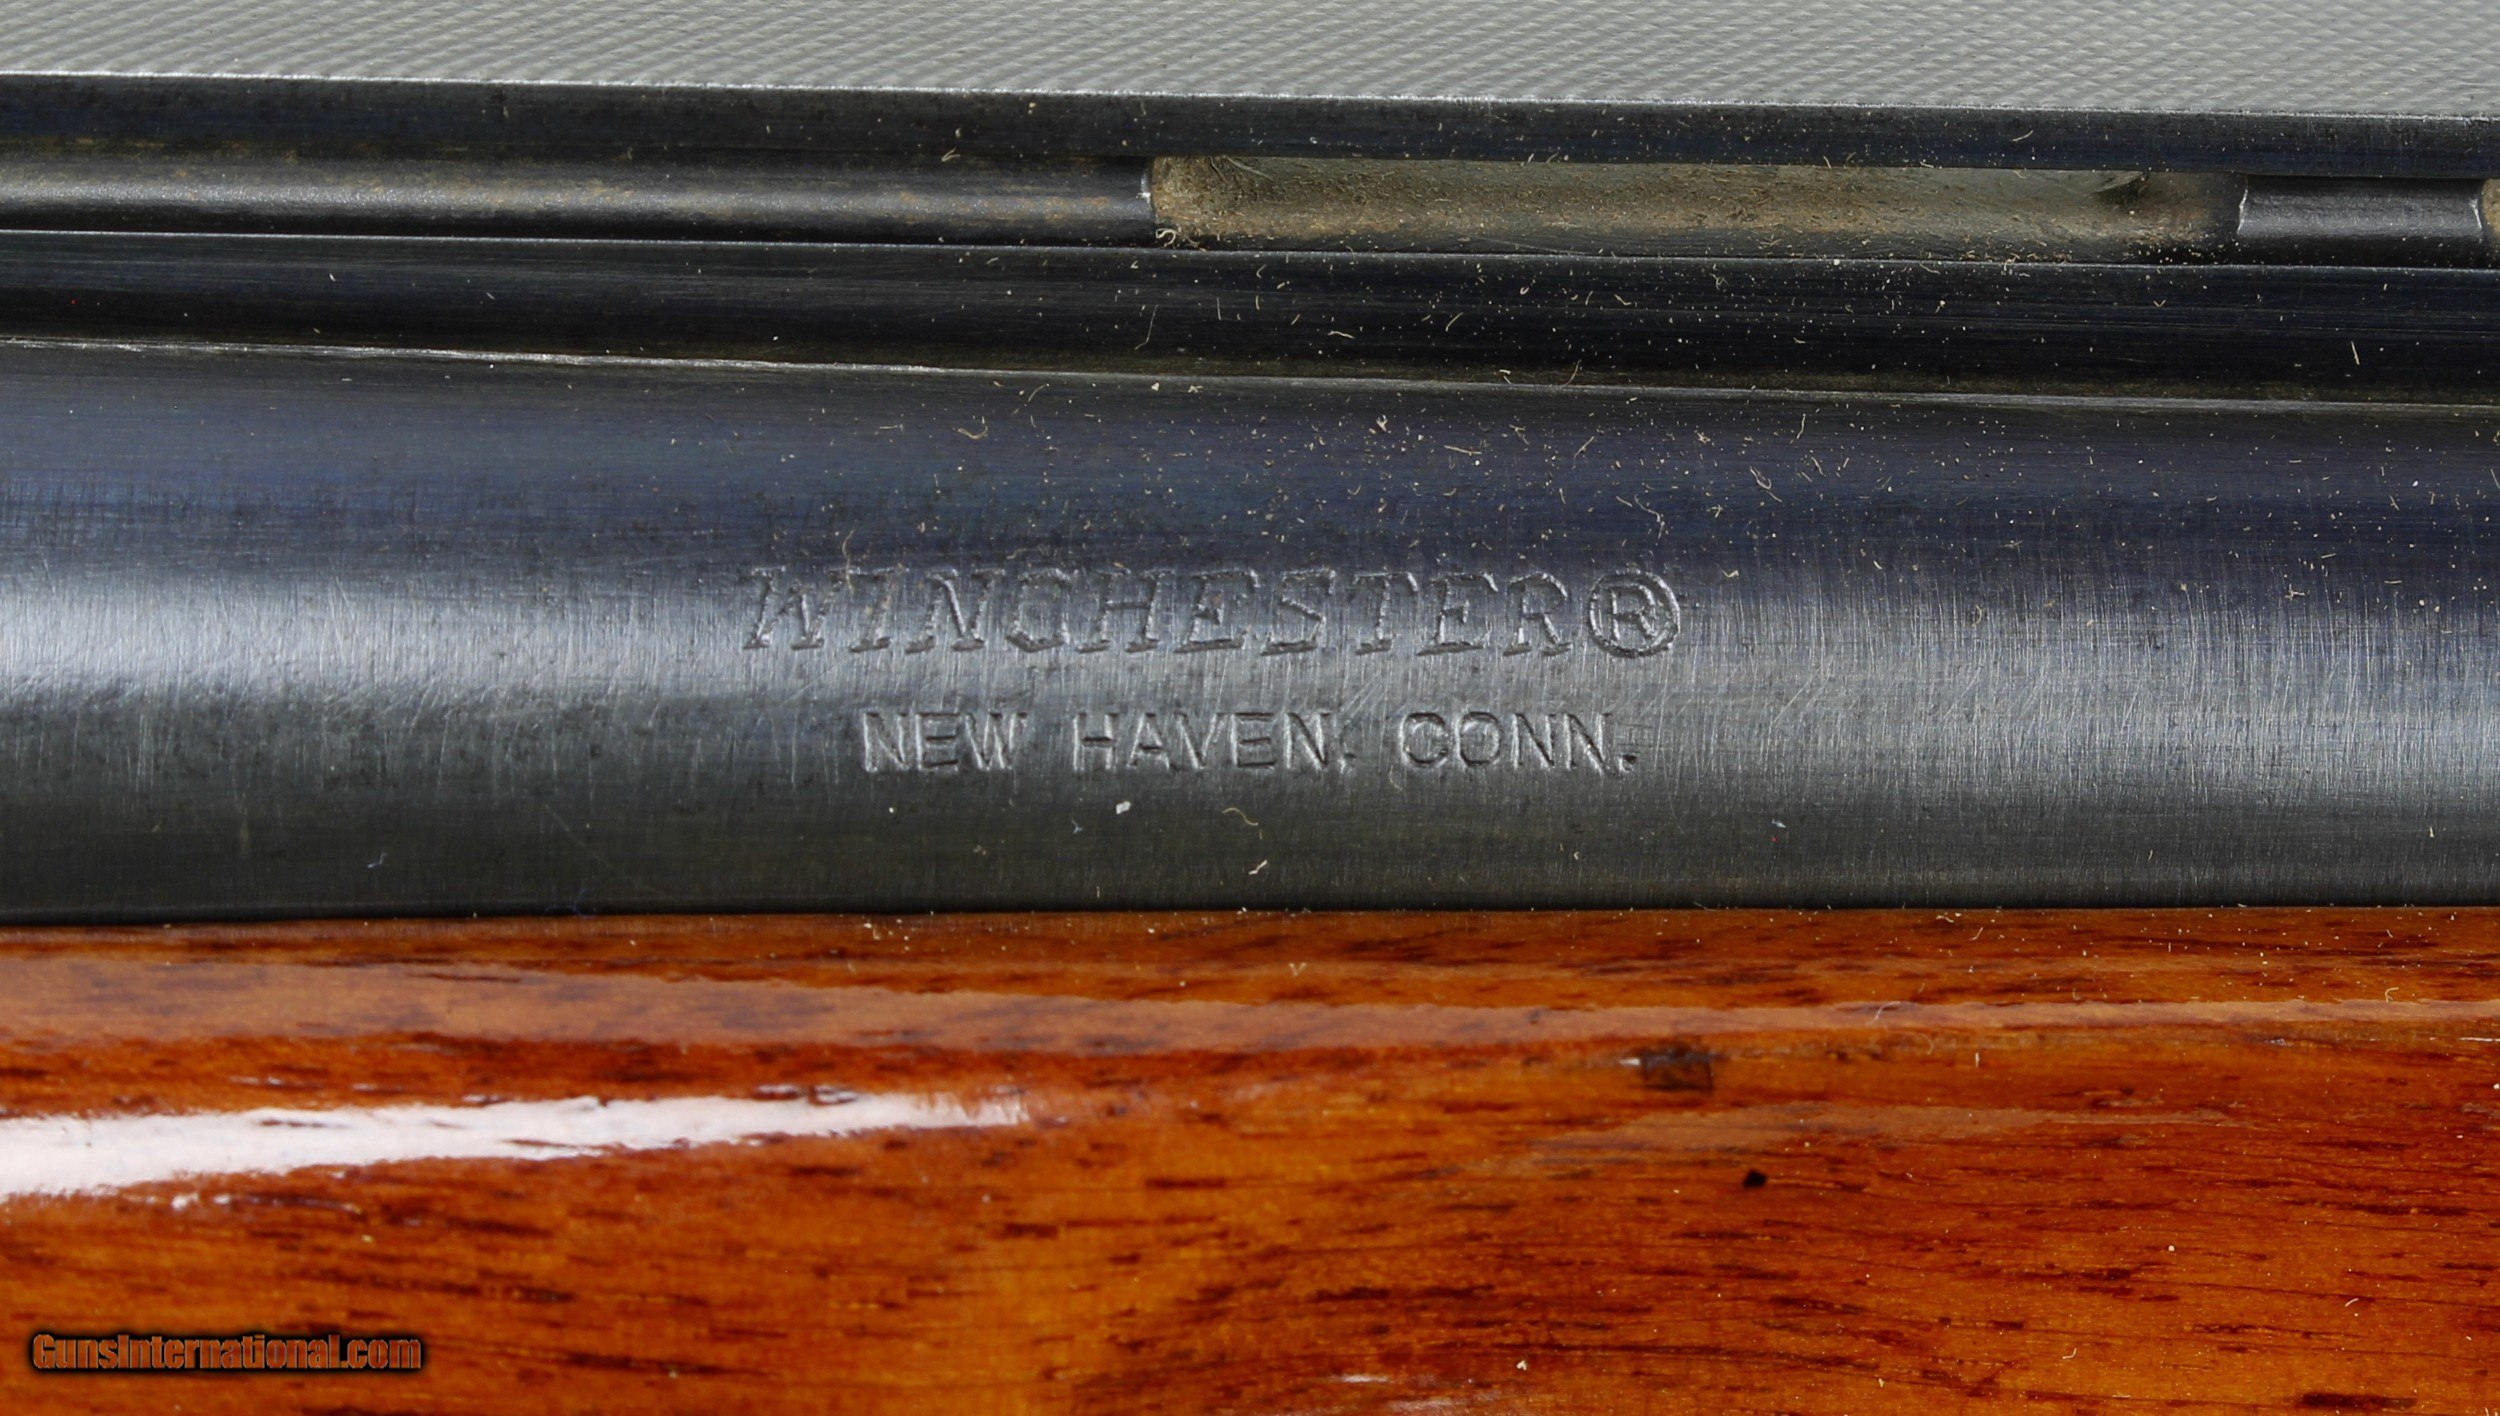 WINCHESTER®
NEW HAVEN, CONN.
GunsInternational.com